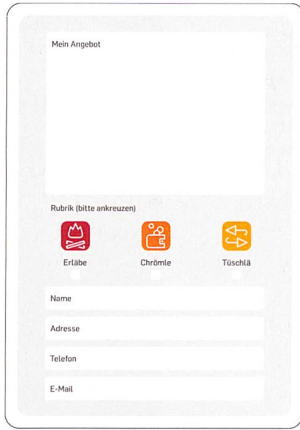 Mein Angebot
Rubrik (bitte ankreuzen)
Erläbe Chrömle Tüschlä
Name
Adresse
Telefon
E-Mail